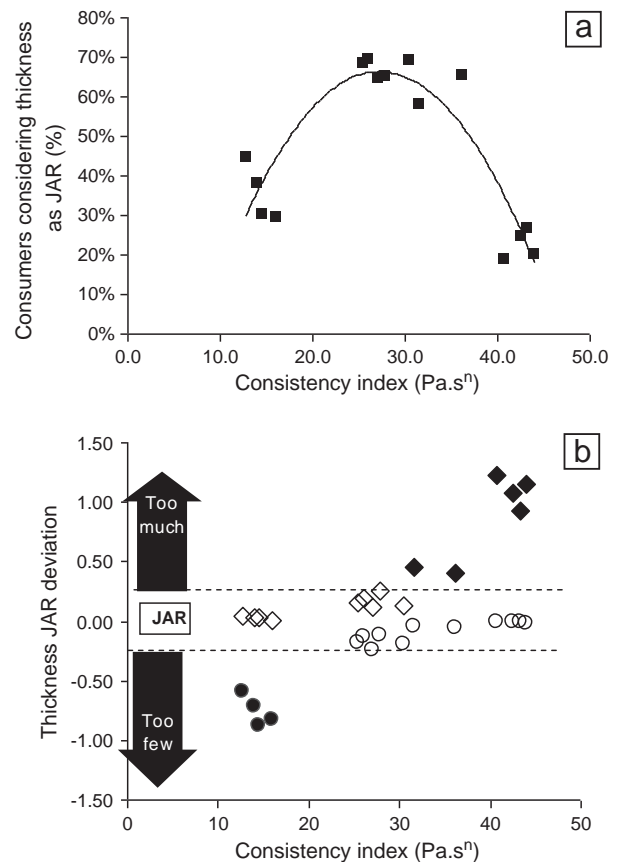 a
80%
70%
60%
50%
40%
30%
20%
10%
0%
Consumers considering thickness
as JAR (%)
0.0 10.0 20.0 30.0 40.0 50.0
Consistency index (Pa.sⁿ)
b
1.50
1.00
0.50
0.00
-0.50
-1.00
-1.50
Thickness JAR deviation
Too
much
JAR
Too
few
0 10 20 30 40 50
Consistency index (Pa.sⁿ)